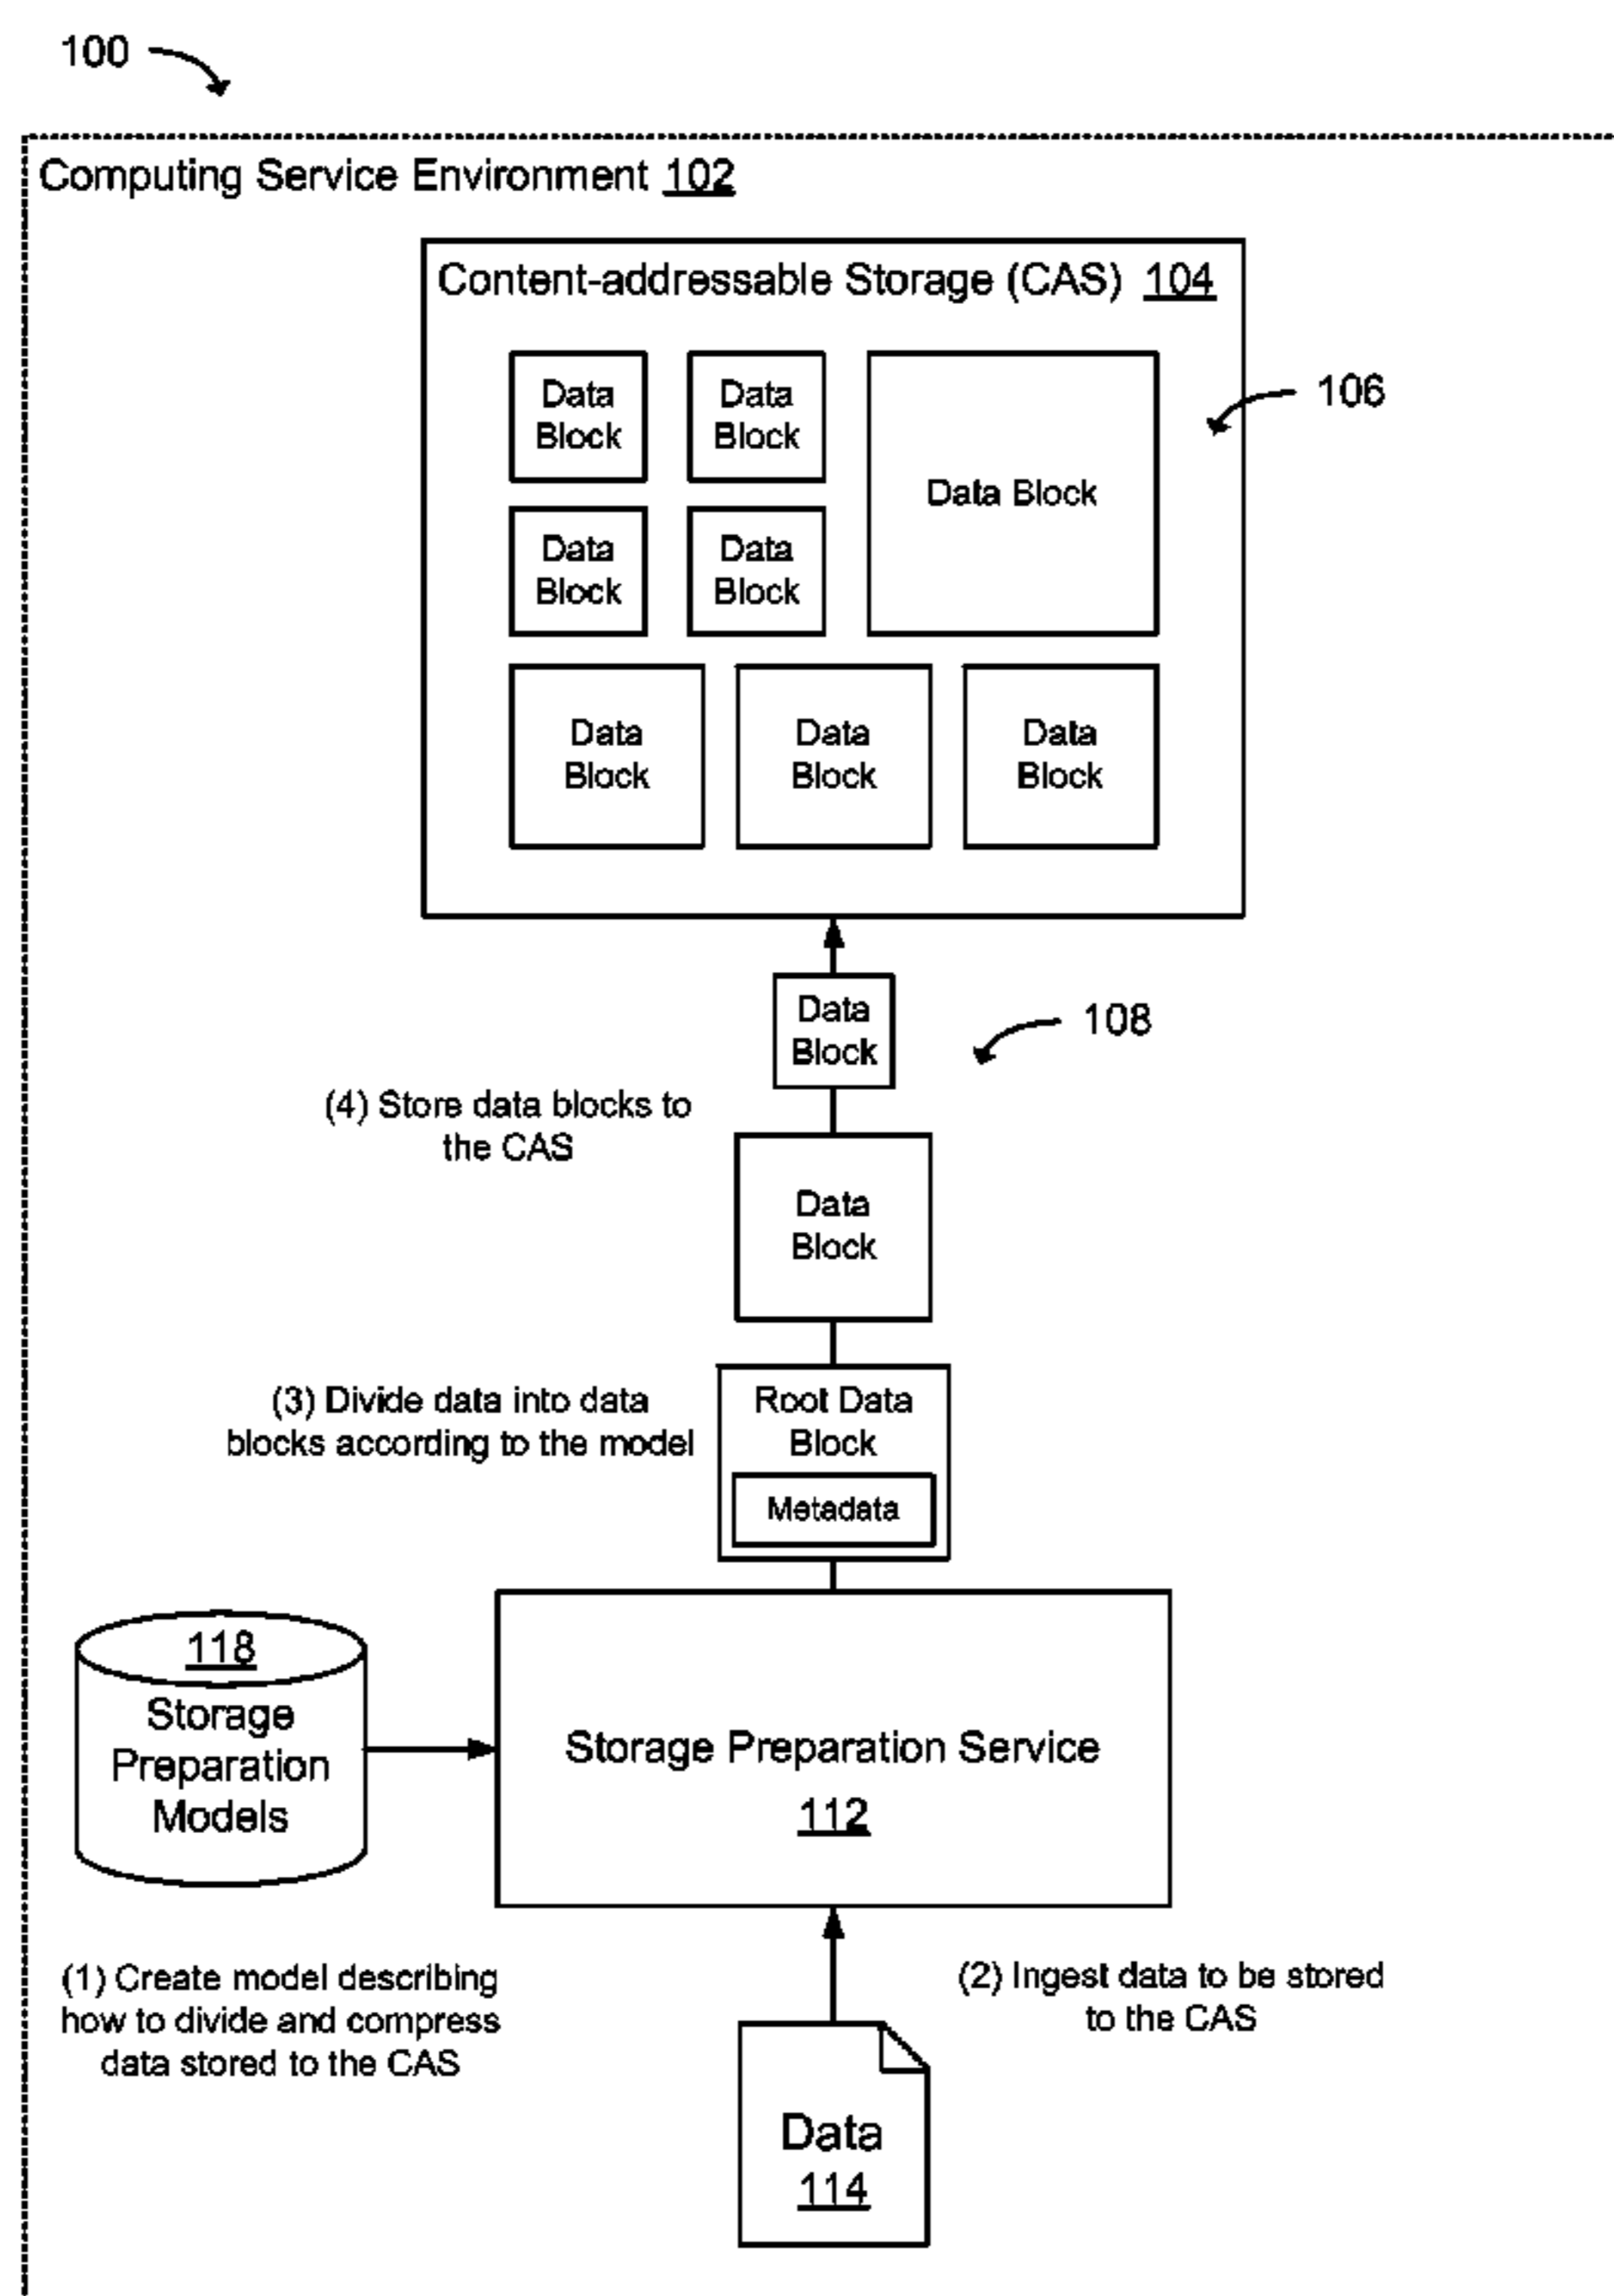 100
Computing Service Environment 102
Content-addressable Storage (CAS) 104
Data
Block
Data
Block
Data Block
106
Data
Block
Data
Block
Data
Block
Data
Block
Data
Block
Data
Block
108
(4) Store data blocks to
the CAS
Data
Block
(3) Divide data into data
blocks according to the model
Root Data
Block
Metadata
118
Storage
Preparation
Models
Storage Preparation Service
112
(1) Create model describing
how to divide and compress
data stored to the CAS
(2) Ingest data to be stored
to the CAS
Data
114